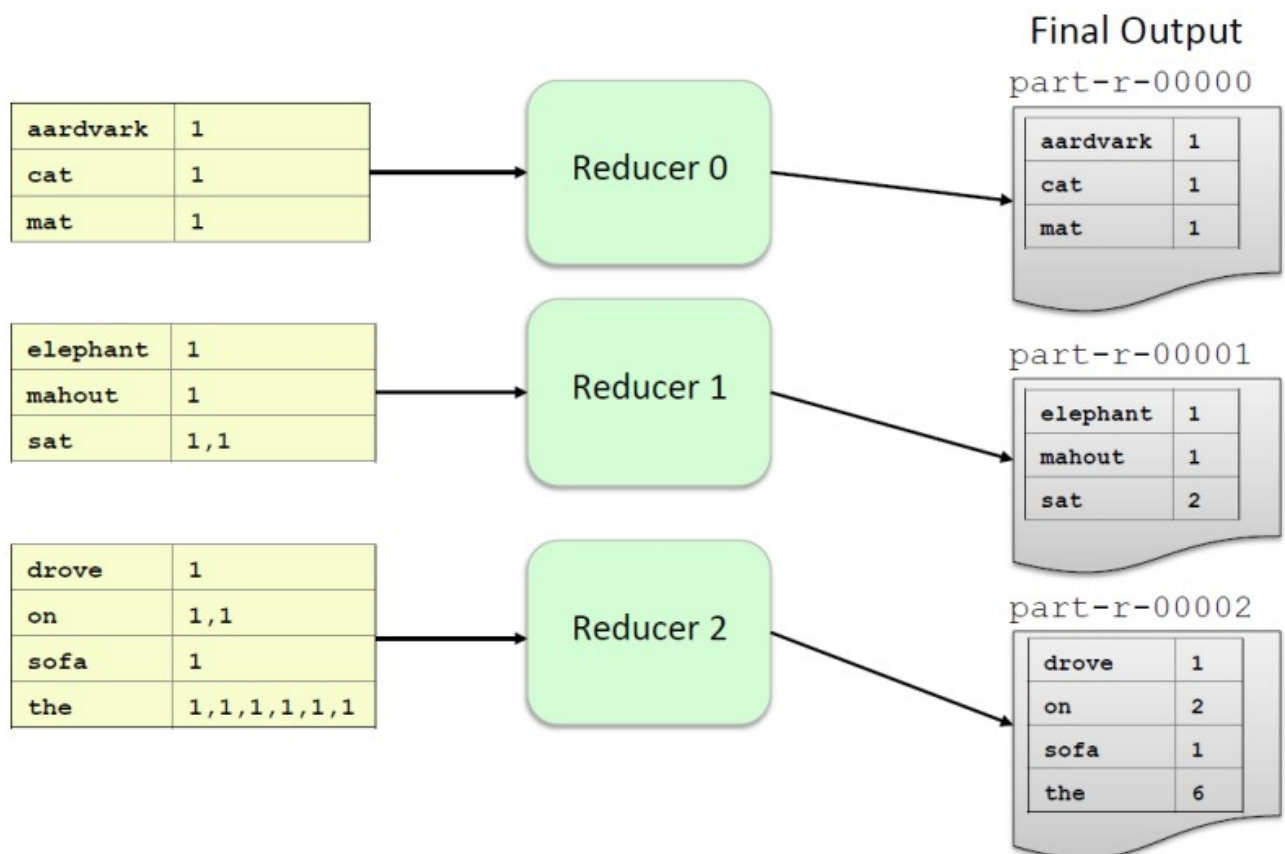 Final Output
part-r-00000
aardvark 1
cat 1
mat 1
Reducer 0
aardvark 1
cat 1
mat 1
part-r-00001
elephant 1
mahout 1
sat 1,1
Reducer 1
elephant 1
mahout 1
sat 2
part-r-00002
drove 1
on 1,1
sofa 1
the 1,1,1,1,1,1
Reducer 2
drove 1
on 2
sofa 1
the 6